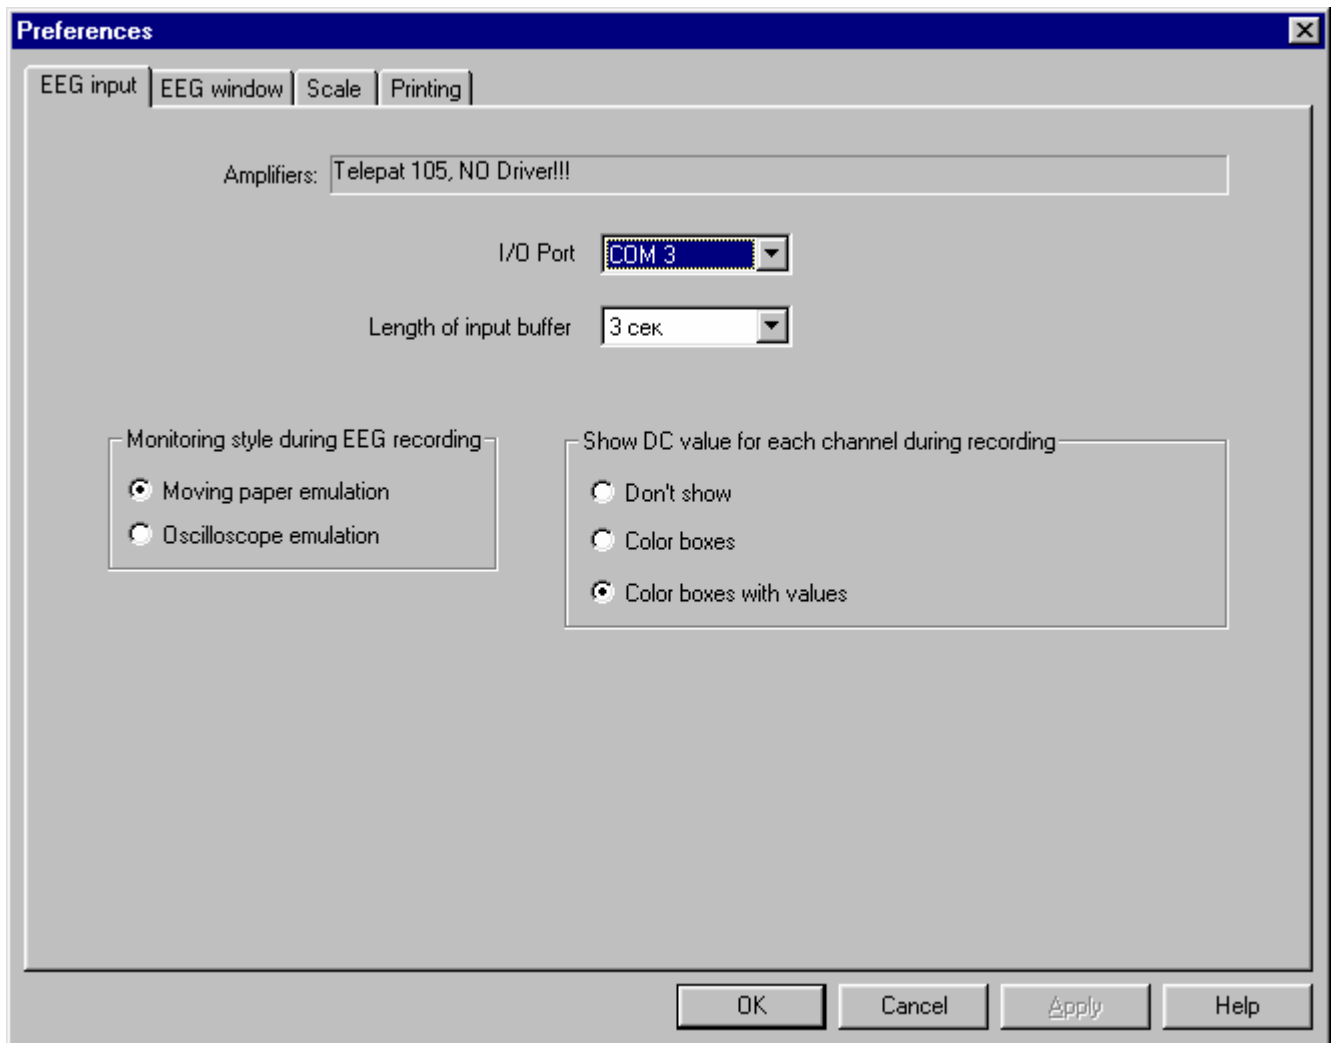 Preferences
EEG input EEG window Scale Printing
Amplifiers: Telepat 105, NO Driver!!!
I/O Port COM 3
Length of input buffer 3 сек
Monitoring style during EEG recording
Moving paper emulation
Oscilloscope emulation
Show DC value for each channel during recording
Don't show
Color boxes
Color boxes with values
OK Cancel Apply Help